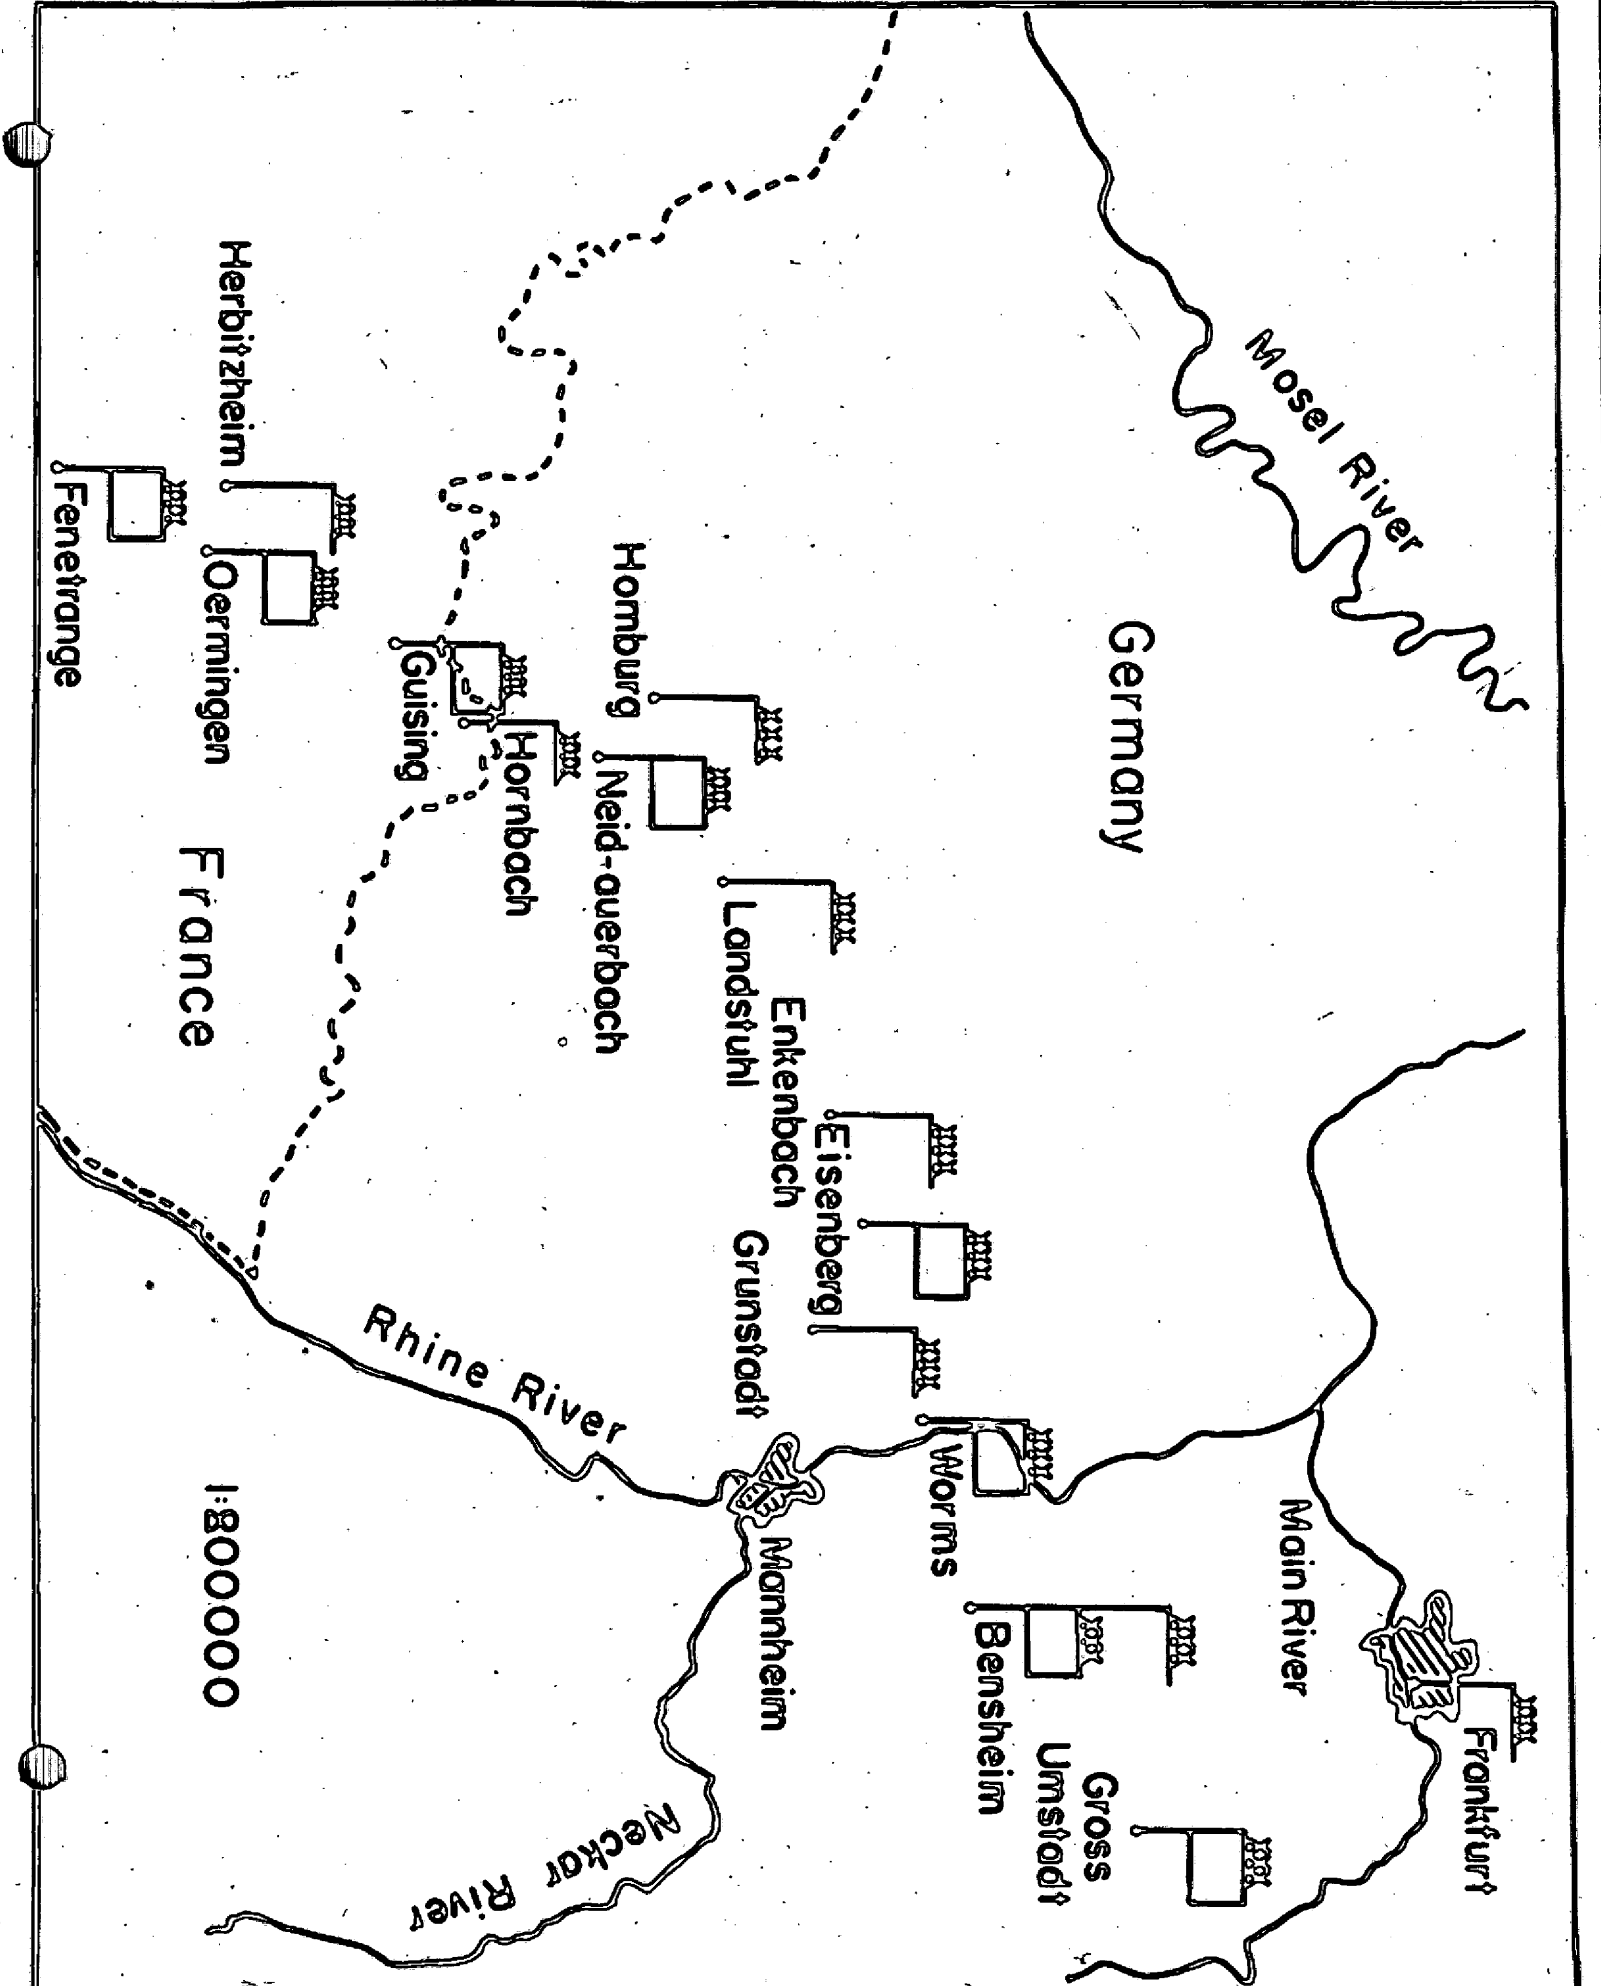 Mosel River
Germany
Frankfurt
Main River
Gross
Umstadt
Bensheim
Worms
Enkenbach
Eisenberg
Grunstadt
Mannheim
Landstuhl
Homburg
Neid-auerbach
Hornbach
Guising
Rhine River
Neckar River
Herbitzheim
Oermingen
Fenetrange
France
1:800000